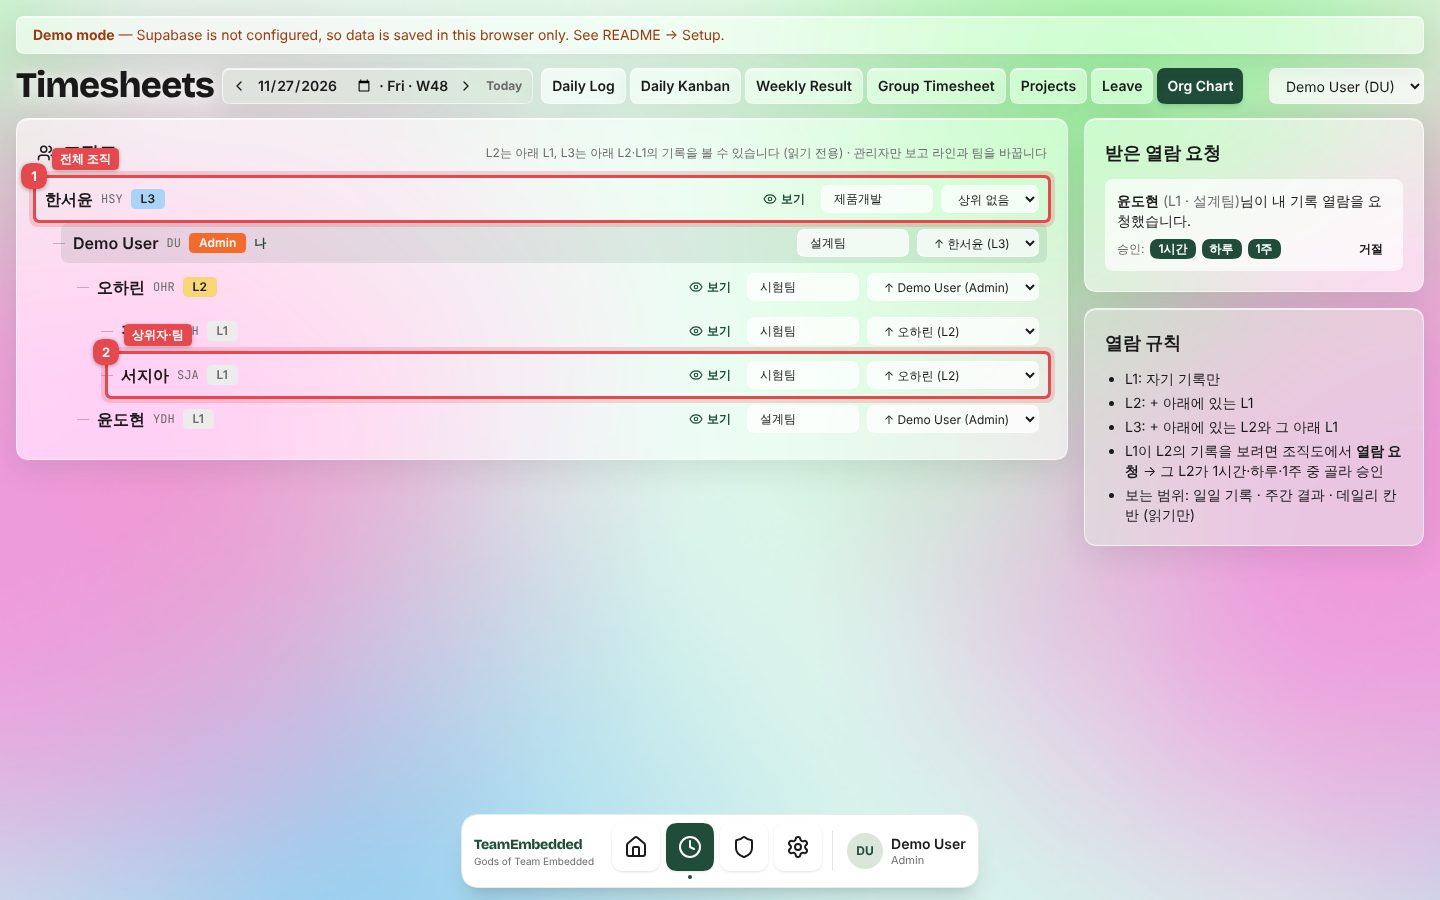 Demo mode — Supabase is not configured, so data is saved in this browser only. See README → Setup.
Timesheets
11/27/2026 · Fri · W48 Today
Daily Log
Daily Kanban
Weekly Result
Group Timesheet
Projects
Leave
Org Chart
Demo User (DU)
전체 조직
L2는 아래 L1, L3는 아래 L2·L1의 기록을 볼 수 있습니다 (읽기 전용) · 관리자만 보고 라인과 팀을 바꿉니다
1
한서윤 HSY L3 보기 제품개발 상위 없음
Demo User DU Admin 나 설계팀 ↑ 한서윤 (L3)
오하린 OHR L2 보기 시험팀 ↑ Demo User (Admin)
상위자·팀
H L1 보기 시험팀 ↑ 오하린 (L2)
2
서지아 SJA L1 보기 시험팀 ↑ 오하린 (L2)
윤도현 YDH L1 보기 설계팀 ↑ Demo User (Admin)
받은 열람 요청
윤도현 (L1 · 설계팀)님이 내 기록 열람을 요
청했습니다.
승인: 1시간 하루 1주 거절
열람 규칙
L1: 자기 기록만
L2: + 아래에 있는 L1
L3: + 아래에 있는 L2와 그 아래 L1
L1이 L2의 기록을 보려면 조직도에서 열람 요
청 → 그 L2가 1시간·하루·1주 중 골라 승인
보는 범위: 일일 기록 · 주간 결과 · 데일리 칸
반 (읽기만)
TeamEmbedded
Gods of Team Embedded
DU
Demo User
Admin